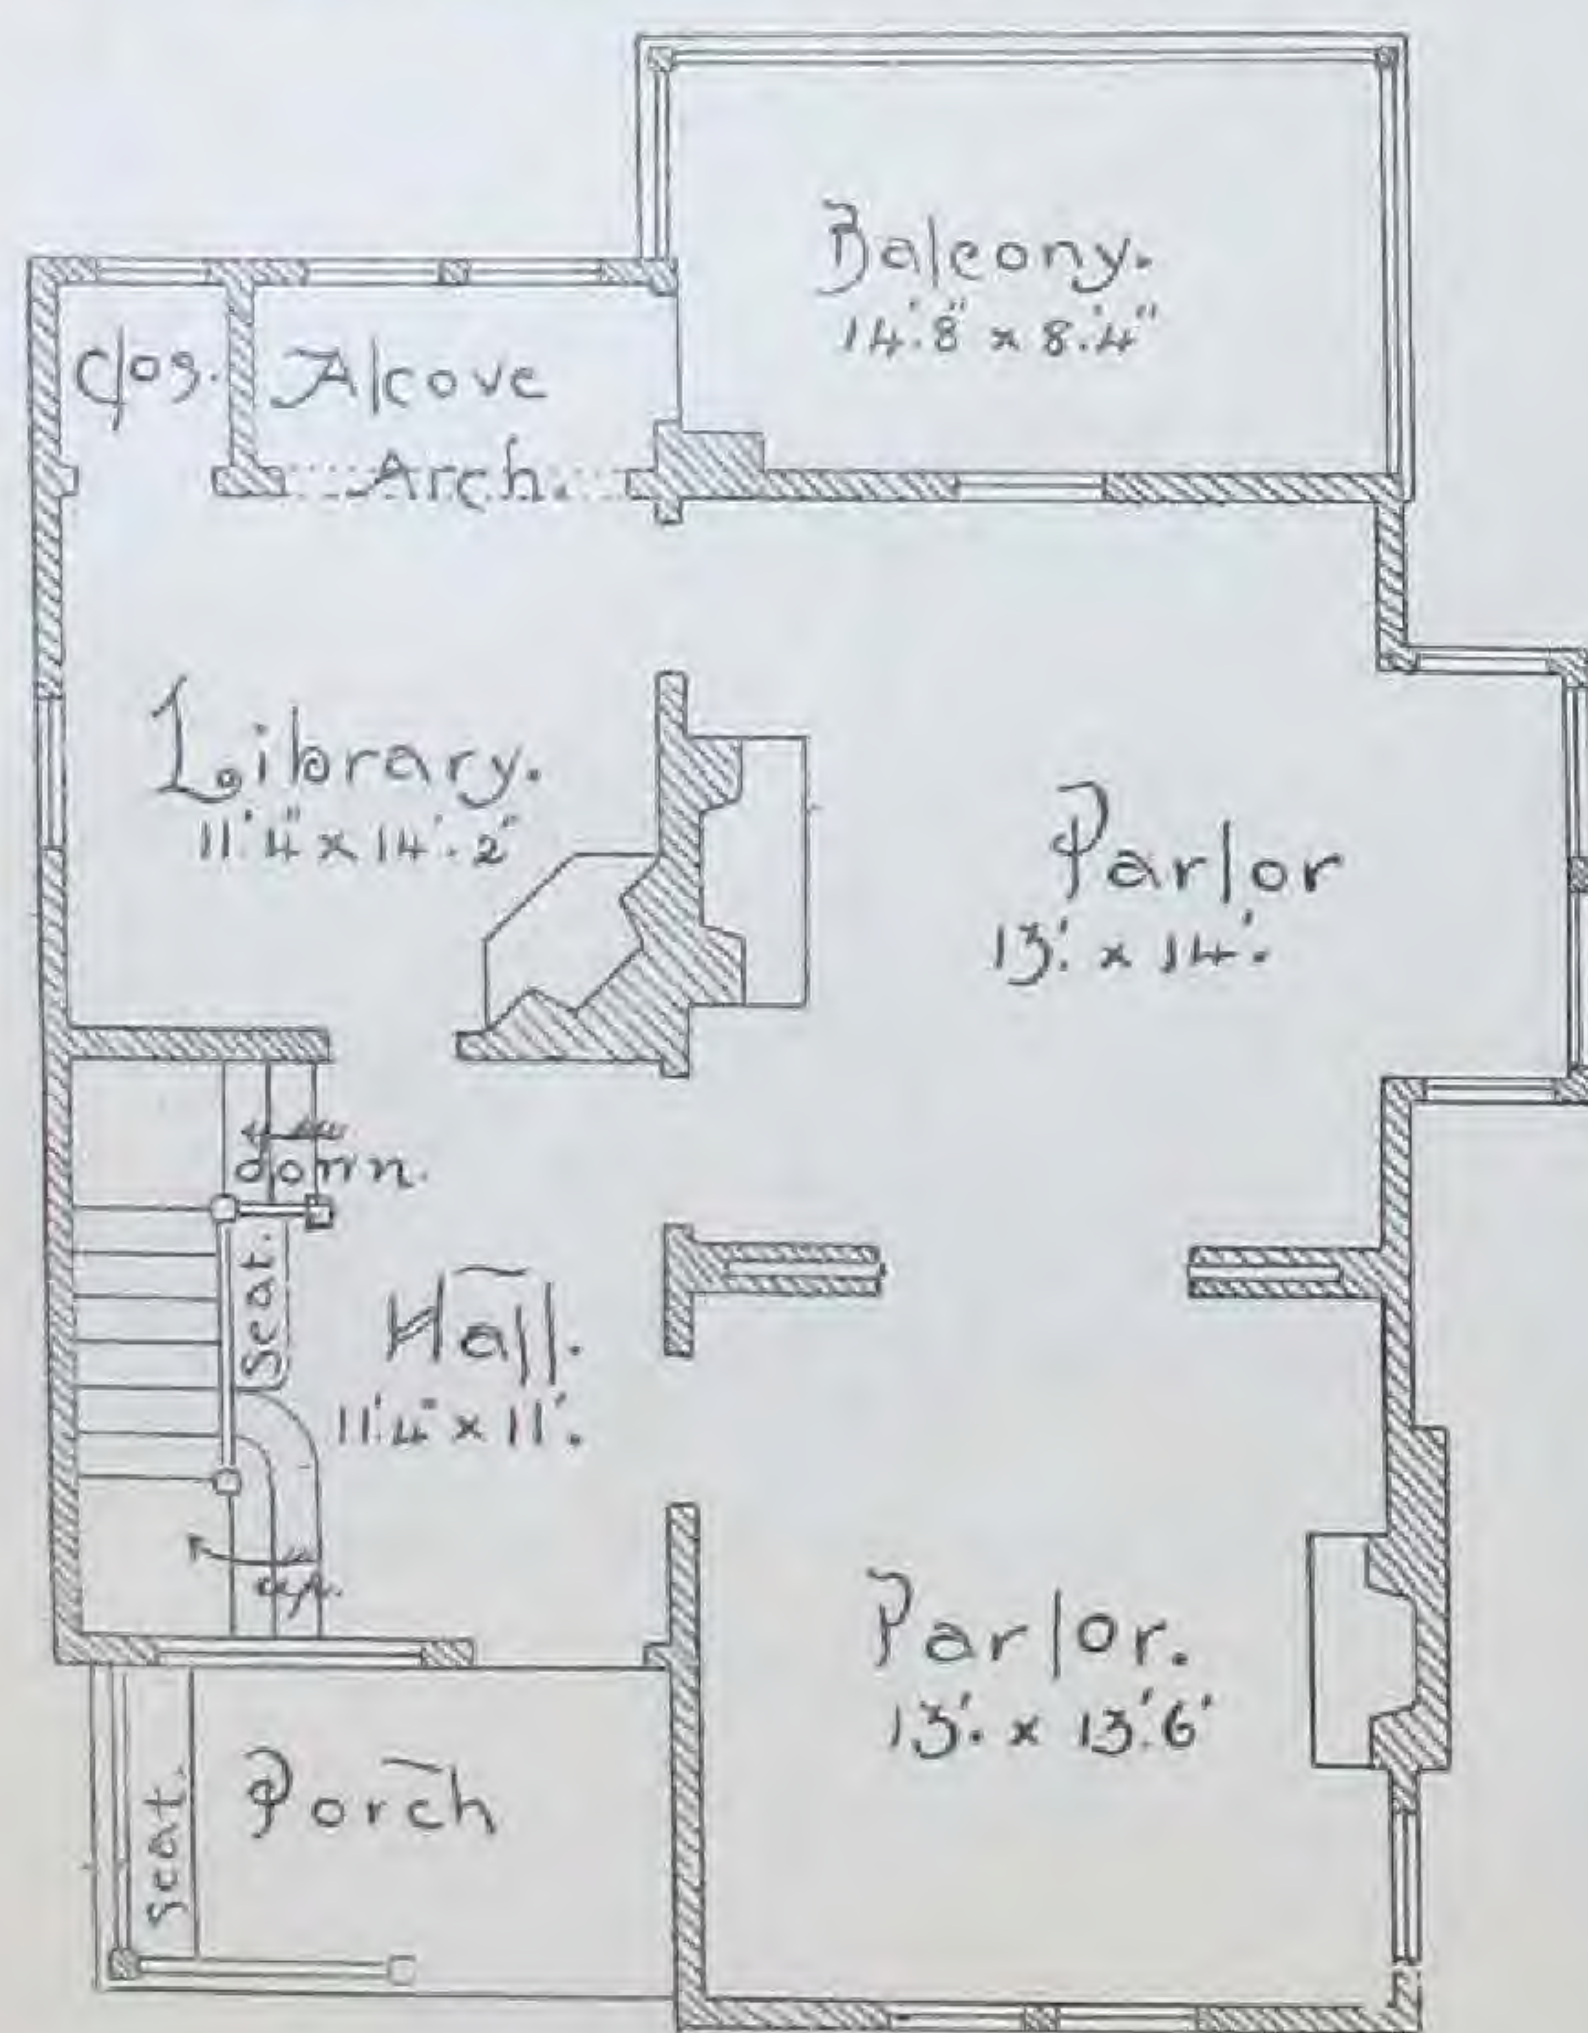 Balcony.
14'.8" x 8'.4"
Clos.
Alcove
Arch.
Library.
11'4" x 14'.2"
Parlor
13'. x 14'.
down.
Seat.
Hall.
11'.4" x 11'.
up.
Parlor.
13'. x 13'.6'
Porch
Seat.